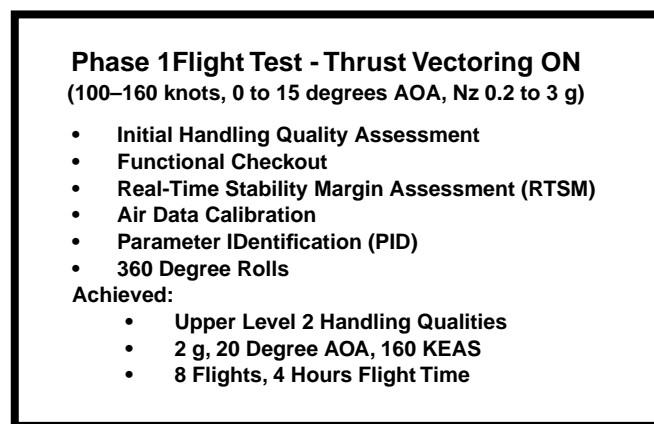 Phase 1Flight Test - Thrust Vectoring ON
(100–160 knots, 0 to 15 degrees AOA, Nz 0.2 to 3 g)
• Initial Handling Quality Assessment
• Functional Checkout
• Real-Time Stability Margin Assessment (RTSM)
• Air Data Calibration
• Parameter IDentification (PID)
• 360 Degree Rolls
Achieved:
• Upper Level 2 Handling Qualities
• 2 g, 20 Degree AOA, 160 KEAS
• 8 Flights, 4 Hours Flight Time